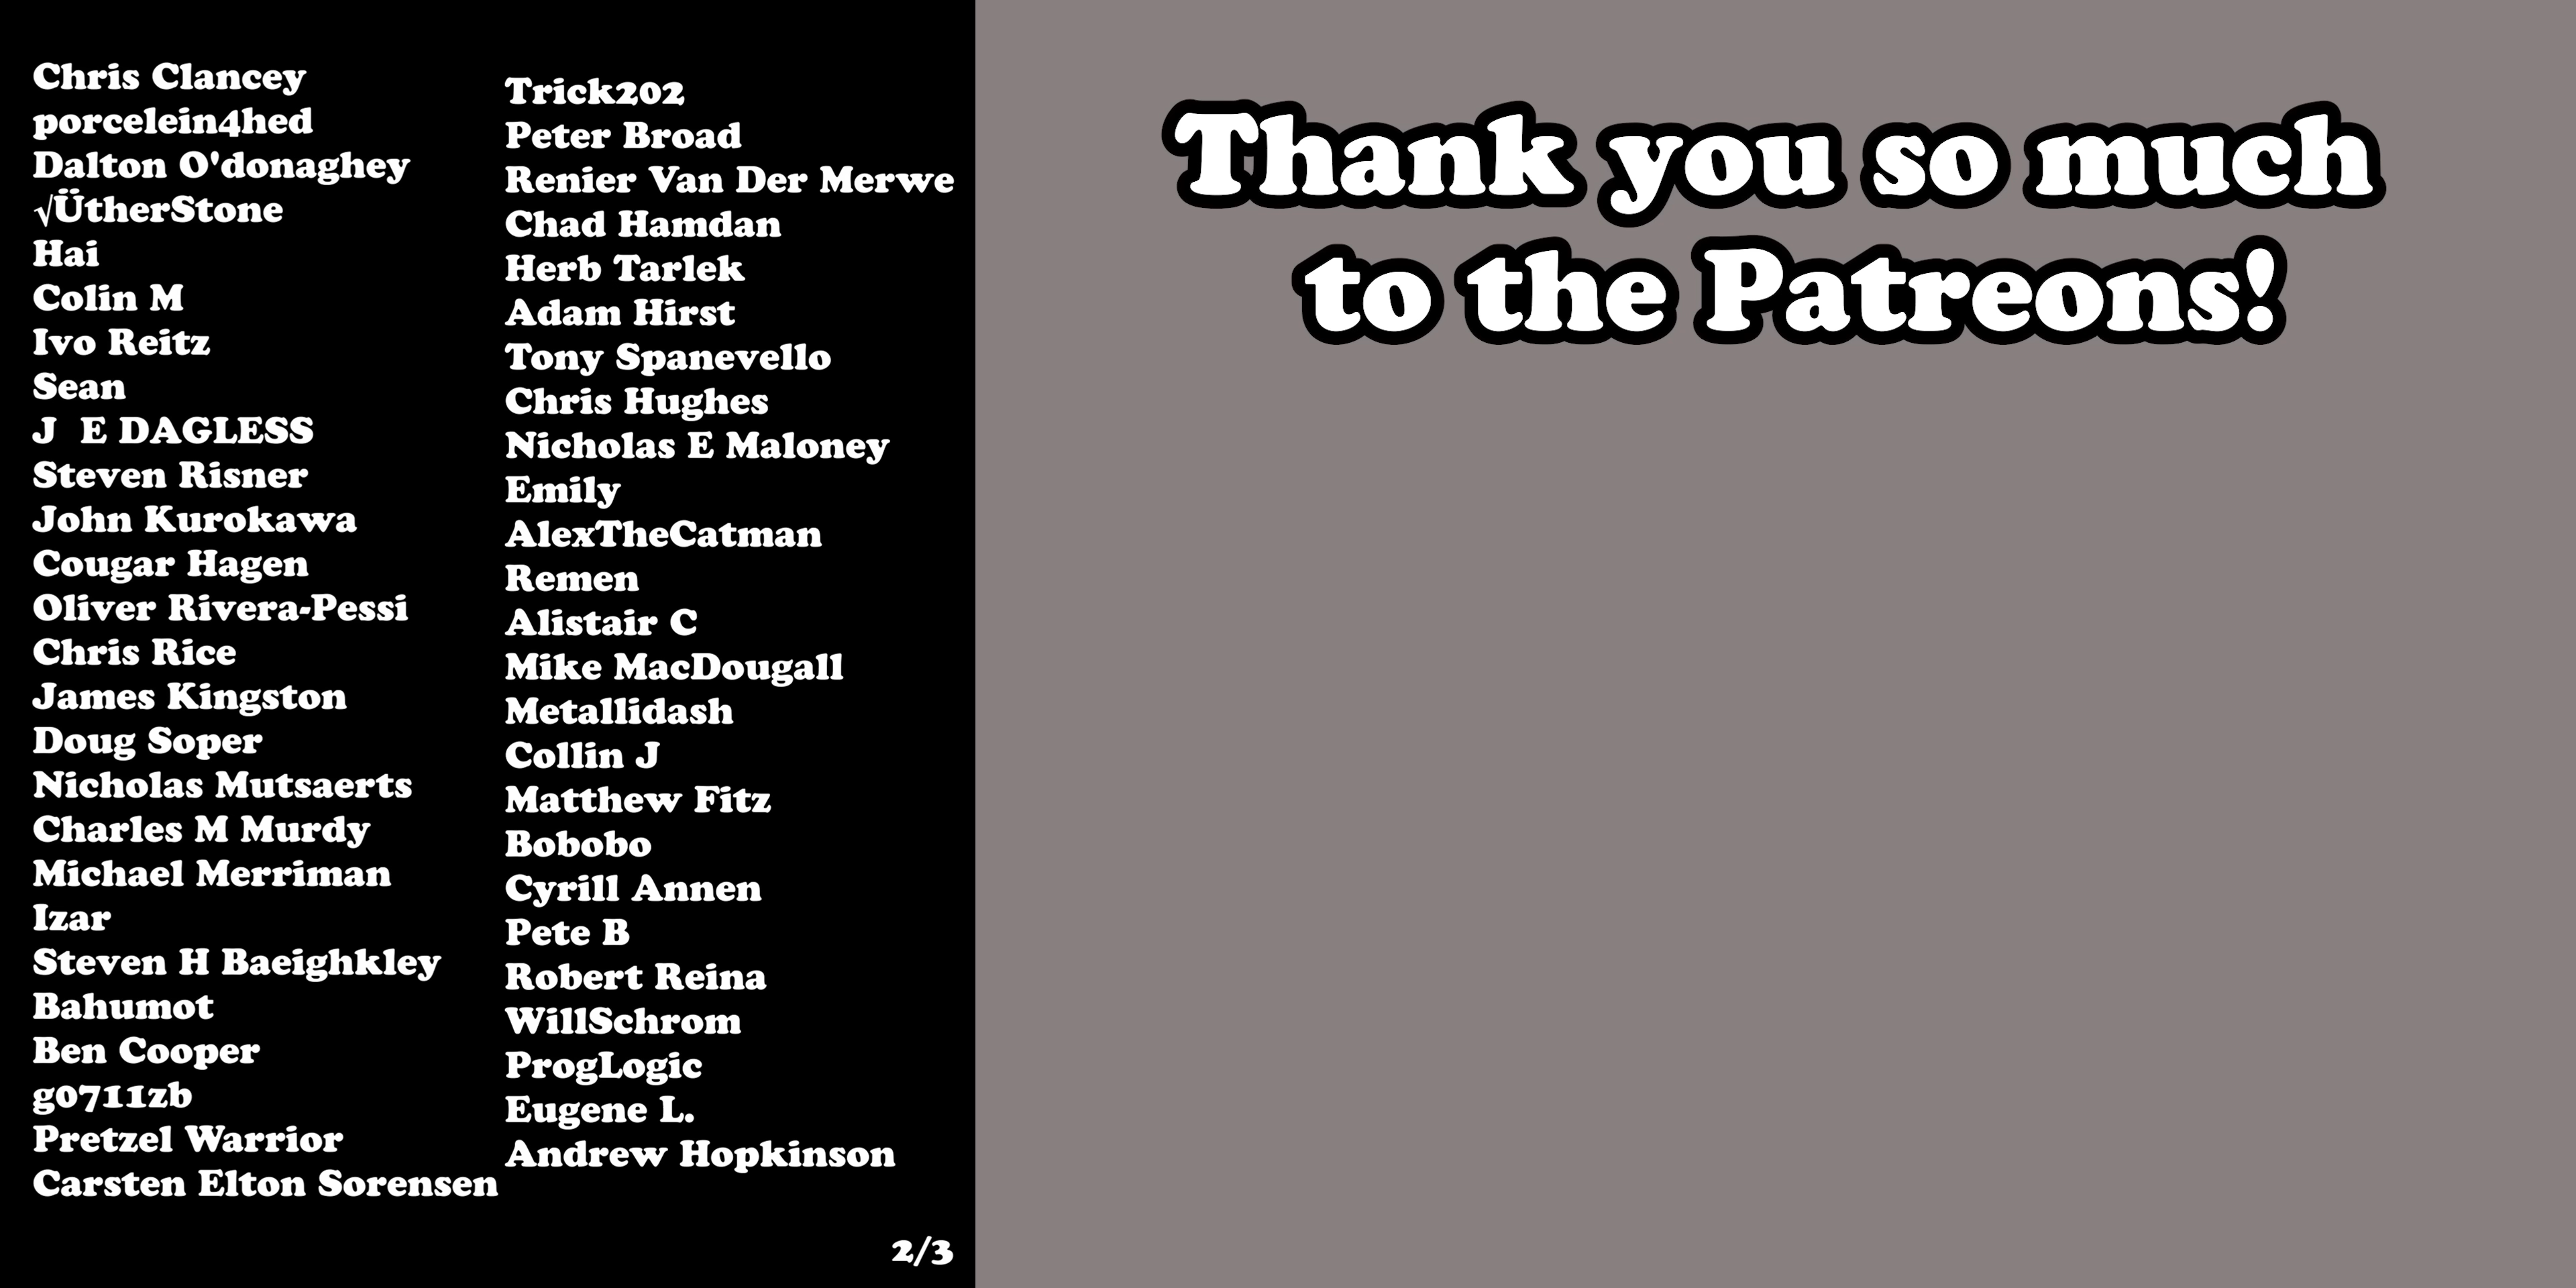 Chris Clancey
porcelein4hed
Dalton O'donaghey
√ÜtherStone
Hai
Colin M
Ivo Reitz
Sean
J  E DAGLESS
Steven Risner
John Kurokawa
Cougar Hagen
Oliver Rivera-Pessi
Chris Rice
James Kingston
Doug Soper
Nicholas Mutsaerts
Charles M Murdy
Michael Merriman
Izar
Steven H Baeighkley
Bahumot
Ben Cooper
g0711zb
Pretzel Warrior
Carsten Elton Sorensen
Trick202
Peter Broad
Renier Van Der Merwe
Chad Hamdan
Herb Tarlek
Adam Hirst
Tony Spanevello
Chris Hughes
Nicholas E Maloney
Emily
AlexTheCatman
Remen
Alistair C
Mike MacDougall
Metallidash
Collin J
Matthew Fitz
Bobobo
Cyrill Annen
Pete B
Robert Reina
WillSchrom
ProgLogic
Eugene L.
Andrew Hopkinson
2/3
Thank you so much
to the Patreons!